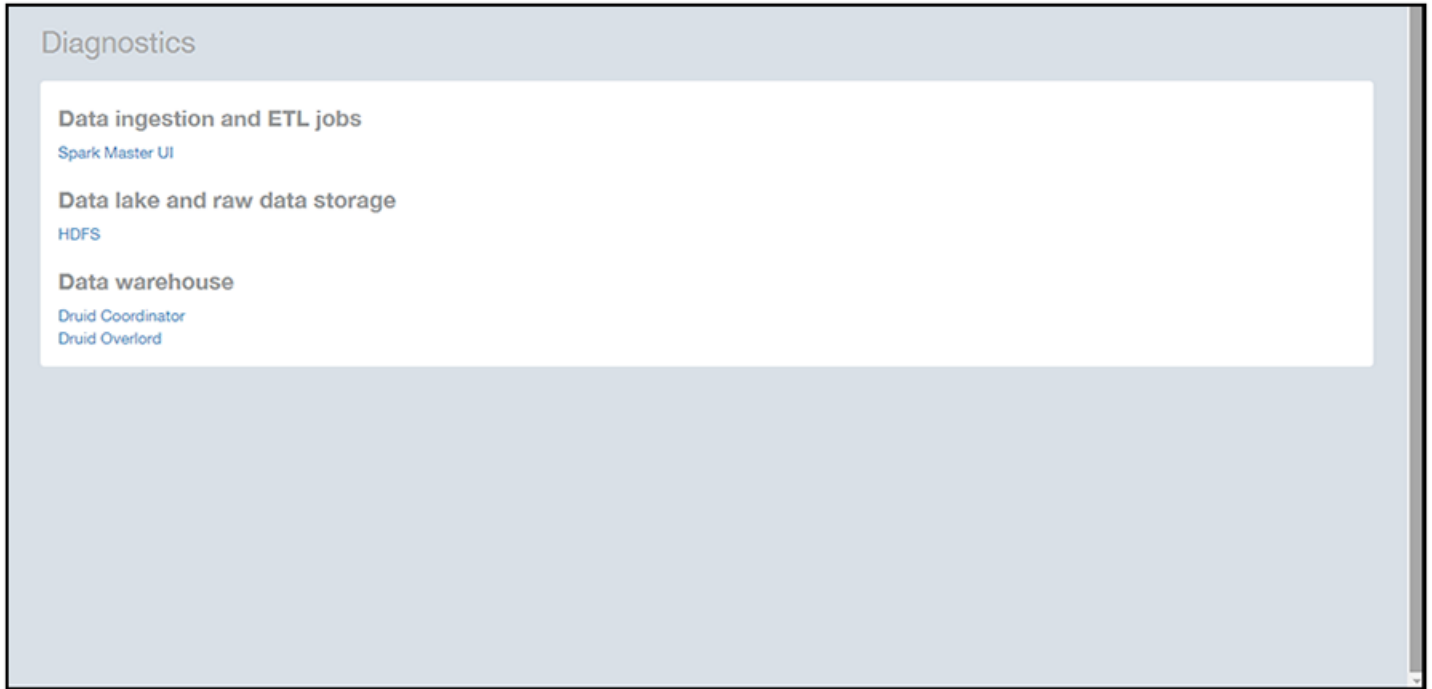 Diagnostics
Data ingestion and ETL jobs
Spark Master UI
Data lake and raw data storage
HDFS
Data warehouse
Druid Coordinator
Druid Overlord